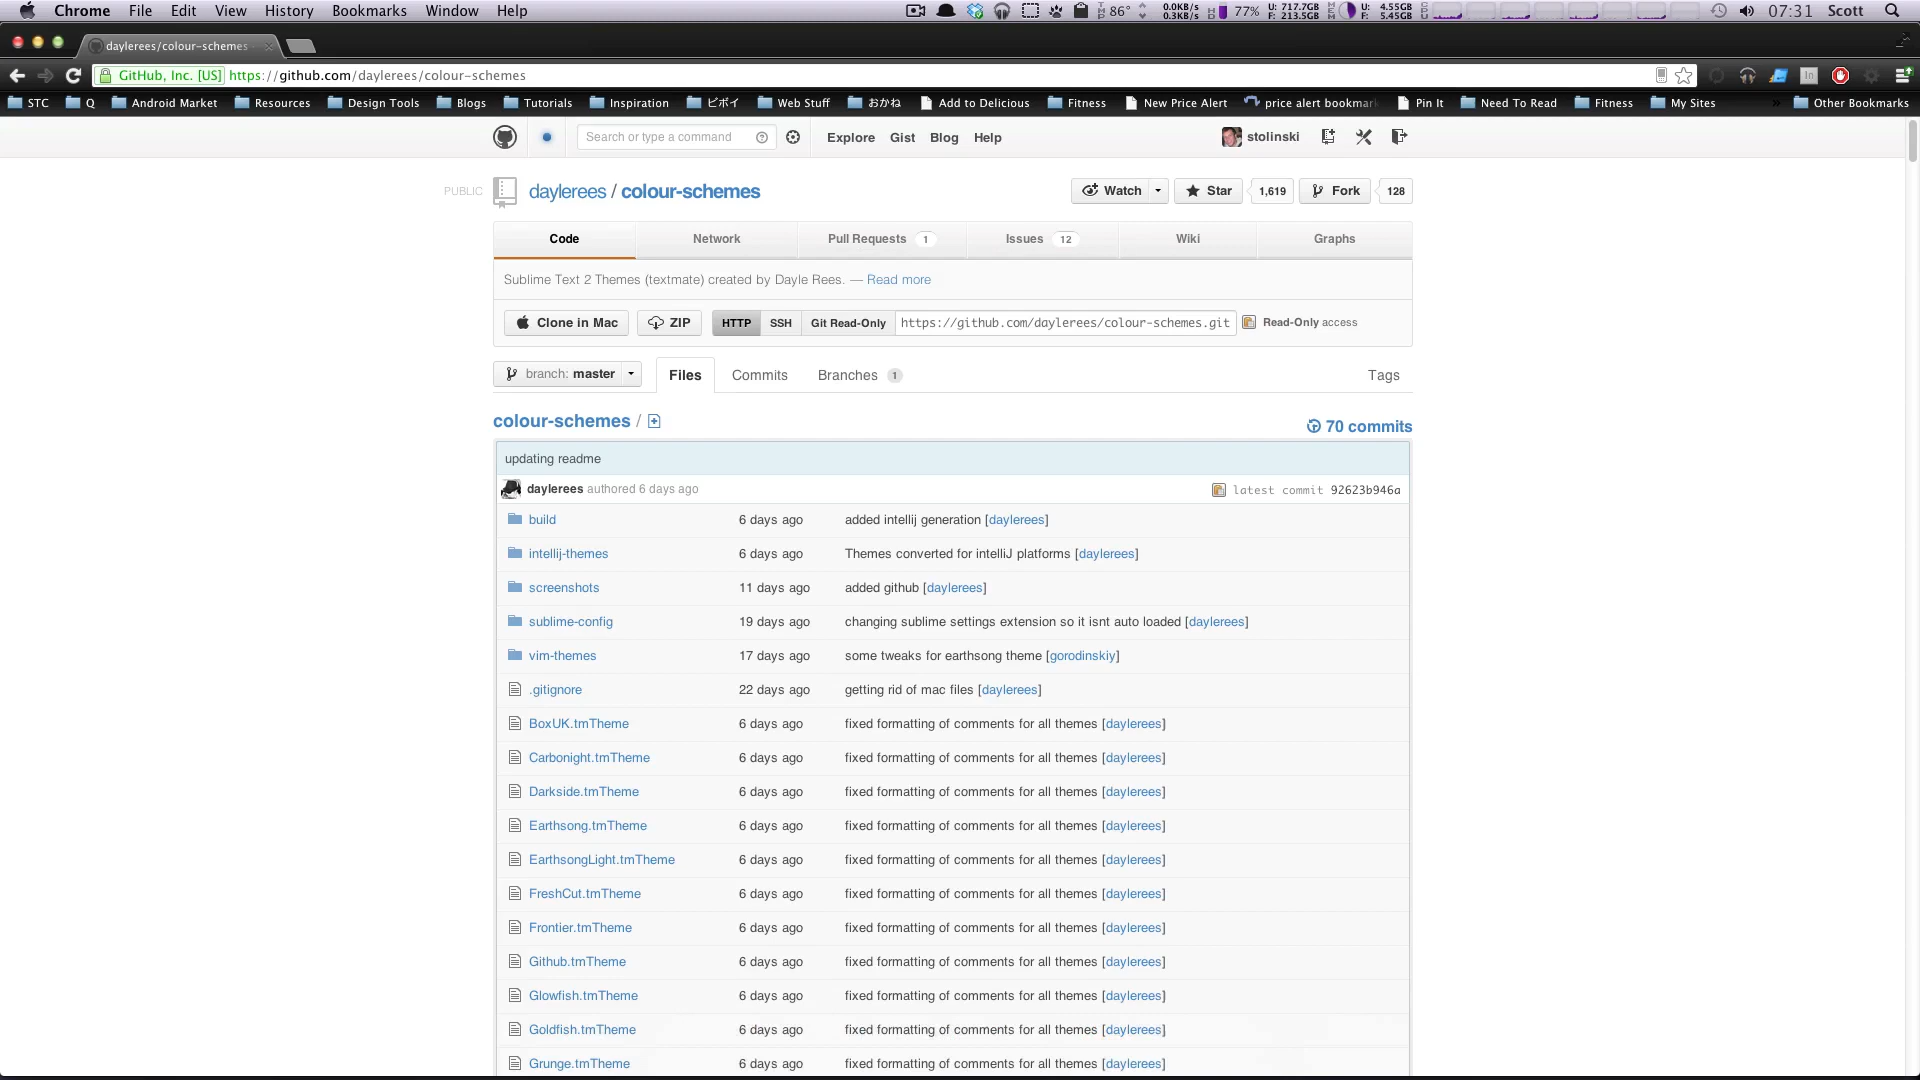 Chrome File Edit View History Bookmarks Window Help 86° 0.0KB/s 0.3KB/s 77% U: 717.7GB F: 213.5GB U: 4.55GB F: 5.45GB 07:31 Scott
daylerees/colour-schemes
GitHub, Inc. [US] https://github.com/daylerees/colour-schemes
STC Q Android Market Resources Design Tools Blogs Tutorials Inspiration ビボイ Web Stuff おかね Add to Delicious Fitness New Price Alert price alert bookmar Pin It Need To Read Fitness My Sites » Other Bookmarks
Search or type a command Explore Gist Blog Help stolinski
PUBLIC daylerees / colour-schemes Watch Star 1,619 Fork 128
Code Network Pull Requests 1 Issues 12 Wiki Graphs
Sublime Text 2 Themes (textmate) created by Dayle Rees. — Read more
Clone in Mac ZIP HTTP SSH Git Read-Only https://github.com/daylerees/colour-schemes.git Read-Only access
branch: master Files Commits Branches 1 Tags
colour-schemes / 70 commits
updating readme
daylerees authored 6 days ago latest commit 92623b946a
build 6 days ago added intellij generation [daylerees]
intellij-themes 6 days ago Themes converted for intelliJ platforms [daylerees]
screenshots 11 days ago added github [daylerees]
sublime-config 19 days ago changing sublime settings extension so it isnt auto loaded [daylerees]
vim-themes 17 days ago some tweaks for earthsong theme [gorodinskiy]
.gitignore 22 days ago getting rid of mac files [daylerees]
BoxUK.tmTheme 6 days ago fixed formatting of comments for all themes [daylerees]
Carbonight.tmTheme 6 days ago fixed formatting of comments for all themes [daylerees]
Darkside.tmTheme 6 days ago fixed formatting of comments for all themes [daylerees]
Earthsong.tmTheme 6 days ago fixed formatting of comments for all themes [daylerees]
EarthsongLight.tmTheme 6 days ago fixed formatting of comments for all themes [daylerees]
FreshCut.tmTheme 6 days ago fixed formatting of comments for all themes [daylerees]
Frontier.tmTheme 6 days ago fixed formatting of comments for all themes [daylerees]
Github.tmTheme 6 days ago fixed formatting of comments for all themes [daylerees]
Glowfish.tmTheme 6 days ago fixed formatting of comments for all themes [daylerees]
Goldfish.tmTheme 6 days ago fixed formatting of comments for all themes [daylerees]
Grunge.tmTheme 6 days ago fixed formatting of comments for all themes [daylerees]